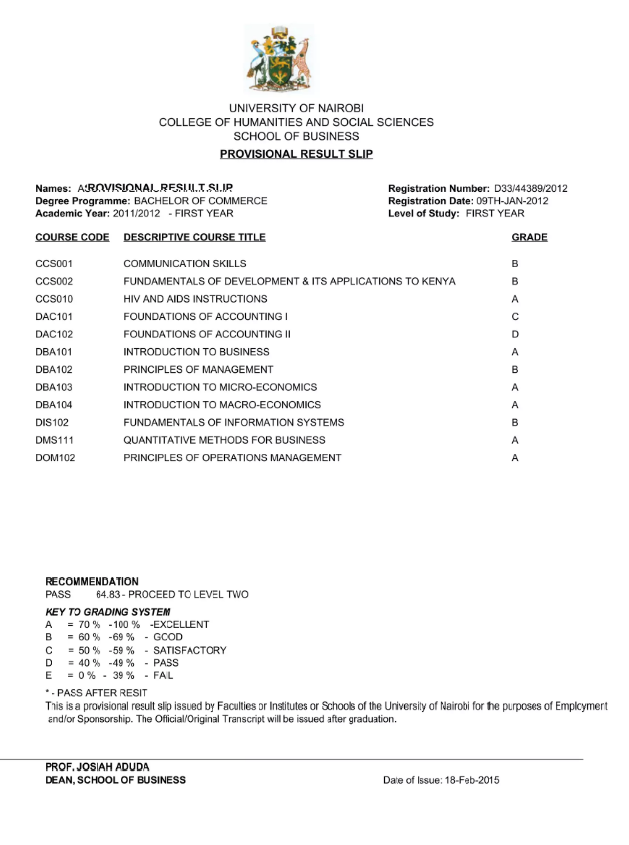 UNIVERSITY OF NAIROBI
COLLEGE OF HUMANITIES AND SOCIAL SCIENCES
SCHOOL OF BUSINESS
PROVISIONAL RESULT SLIP
Names: ROVISIONAL RESULT SLIP Registration Number: D33/44389/2012
Degree Programme: BACHELOR OF COMMERCE Registration Date: 09TH-JAN-2012
Academic Year: 2011/2012 - FIRST YEAR Level of Study: FIRST YEAR
COURSE CODE DESCRIPTIVE COURSE TITLE GRADE
CCS001 COMMUNICATION SKILLS B
CCS002 FUNDAMENTALS OF DEVELOPMENT & ITS APPLICATIONS TO KENYA B
CCS010 HIV AND AIDS INSTRUCTIONS A
DAC101 FOUNDATIONS OF ACCOUNTING I C
DAC102 FOUNDATIONS OF ACCOUNTING II D
DBA101 INTRODUCTION TO BUSINESS A
DBA102 PRINCIPLES OF MANAGEMENT B
DBA103 INTRODUCTION TO MICRO-ECONOMICS A
DBA104 INTRODUCTION TO MACRO-ECONOMICS A
DIS102 FUNDAMENTALS OF INFORMATION SYSTEMS B
DMS111 QUANTITATIVE METHODS FOR BUSINESS A
DOM102 PRINCIPLES OF OPERATIONS MANAGEMENT A
RECOMMENDATION
PASS 64.83 - PROCEED TO LEVEL TWO
KEY TO GRADING SYSTEM
A = 70 % -100 % -EXCELLENT
B = 60 % -69 % - GOOD
C = 50 % -59 % - SATISFACTORY
D = 40 % -49 % - PASS
E = 0 % - 39 % - FAIL
* - PASS AFTER RESIT
This is a provisional result slip issued by Faculties or Institutes or Schools of the University of Nairobi for the purposes of Employment
and/or Sponsorship. The Official/Original Transcript will be issued after graduation.
PROF. JOSIAH ADUDA
DEAN, SCHOOL OF BUSINESS Date of Issue: 18-Feb-2015